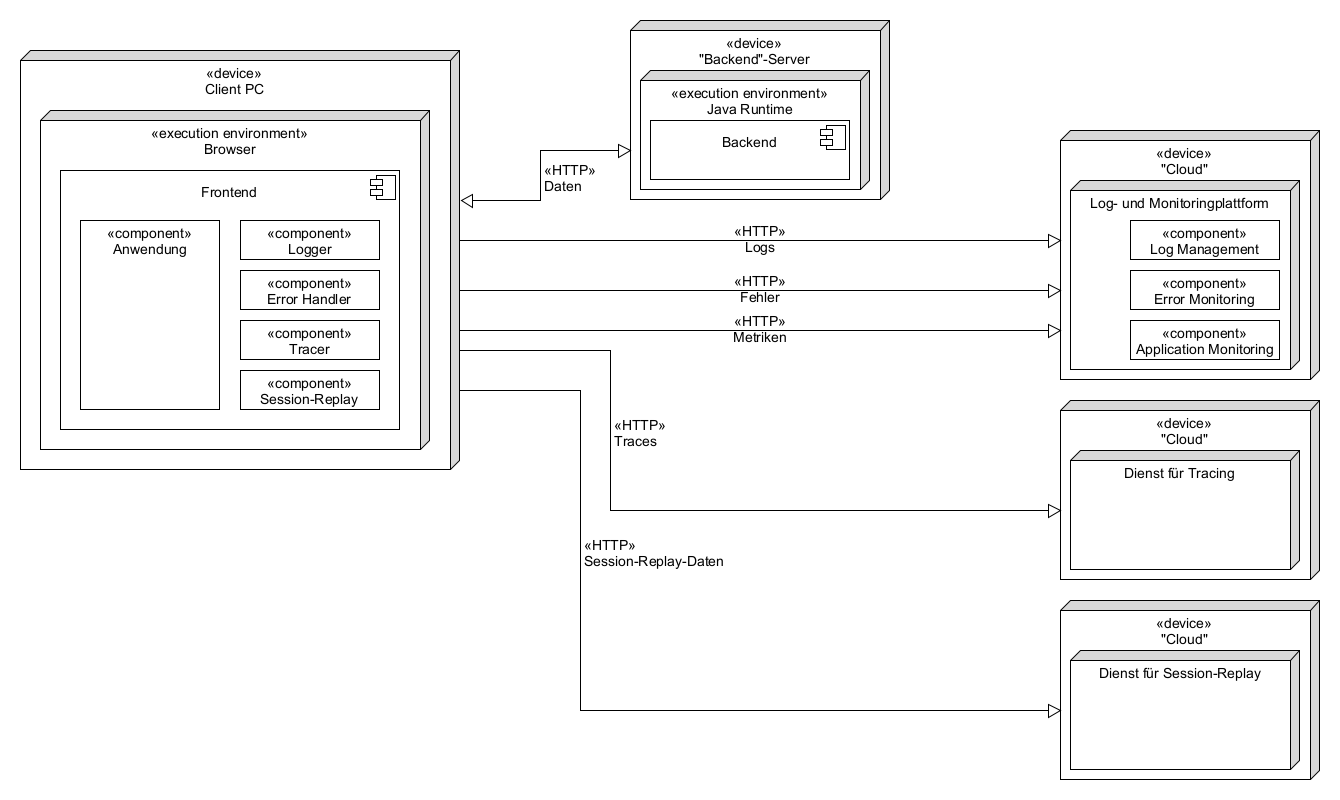 «device»
Client PC
«execution environment»
Browser
Frontend
«component»
Anwendung
«component»
Logger
«component»
Error Handler
«component»
Tracer
«component»
Session-Replay
«device»
"Backend"-Server
«execution environment»
Java Runtime
Backend
«HTTP»
Daten
«HTTP»
Logs
«HTTP»
Fehler
«HTTP»
Metriken
«HTTP»
Traces
«HTTP»
Session-Replay-Daten
«device»
"Cloud"
Log- und Monitoringplattform
«component»
Log Management
«component»
Error Monitoring
«component»
Application Monitoring
«device»
"Cloud"
Dienst für Tracing
«device»
"Cloud"
Dienst für Session-Replay